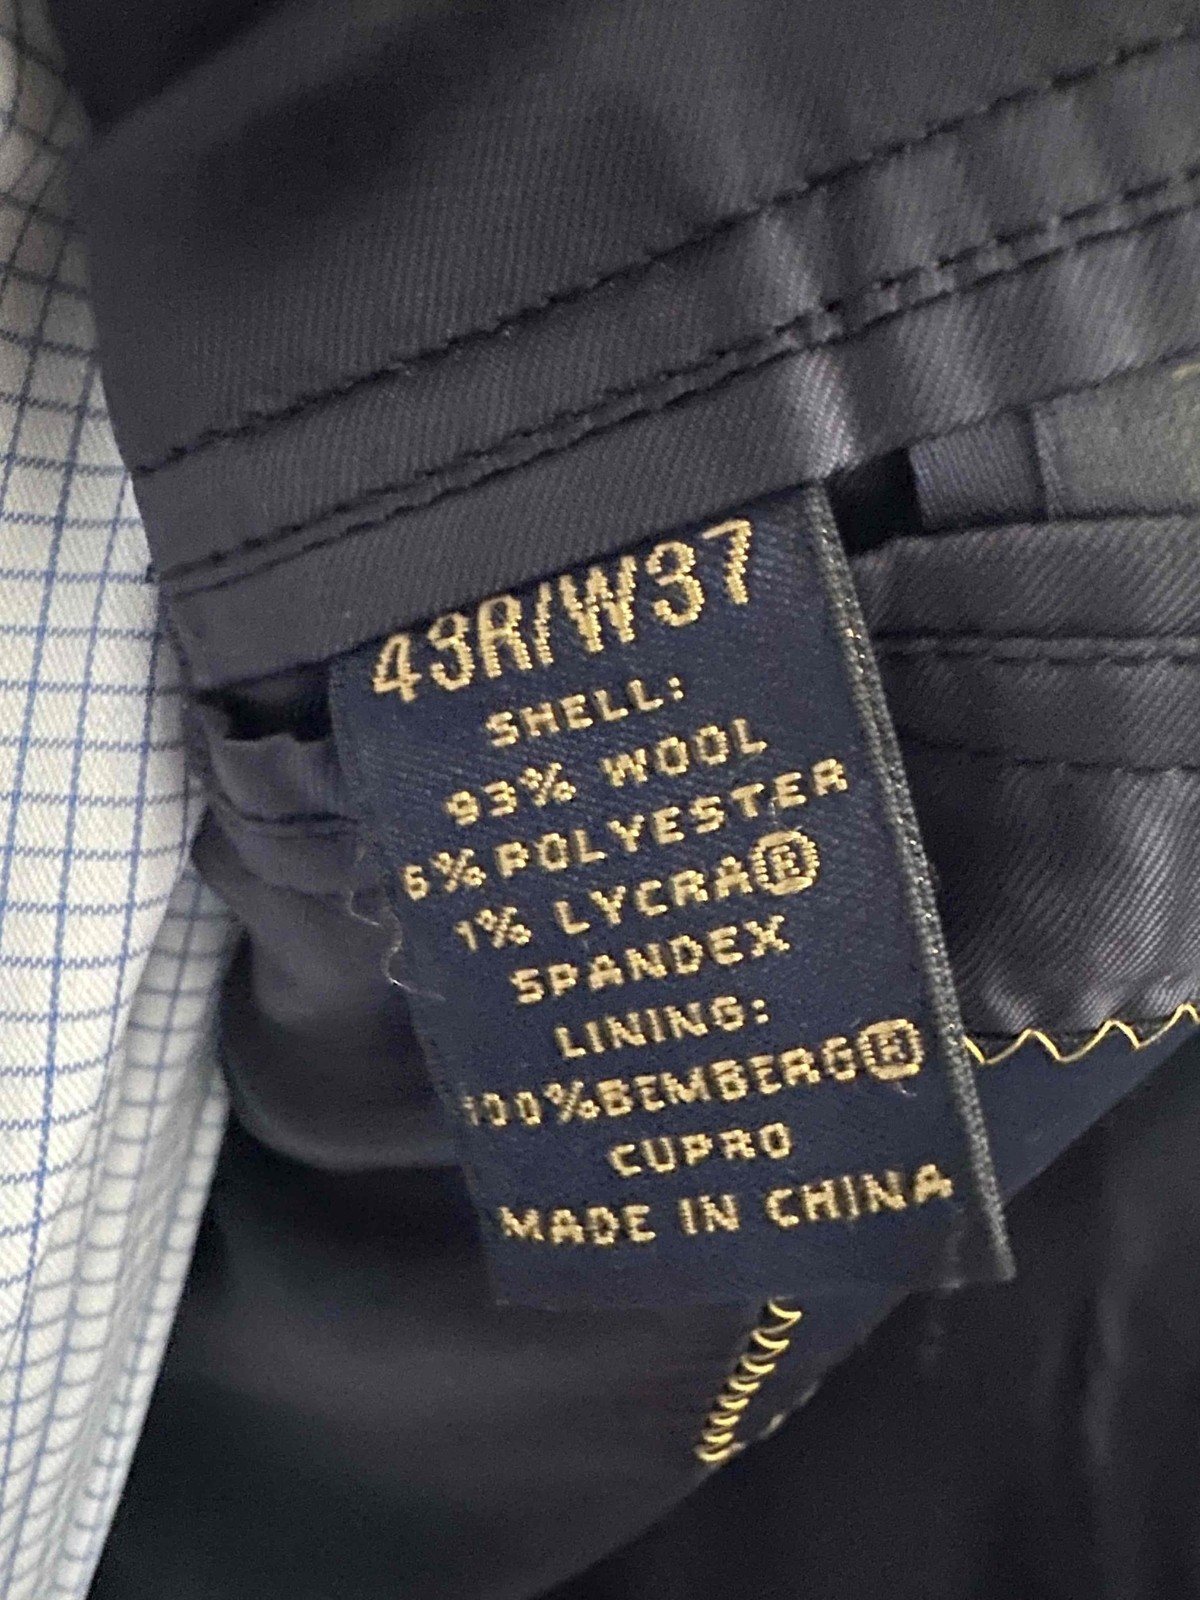 43R/W37
SHELL:
93% WOOL
6%POLYESTER
1% LYCRA®
SPANDEX
LINING:
100%BEMBERG®
CUPRO
MADE IN CHINA